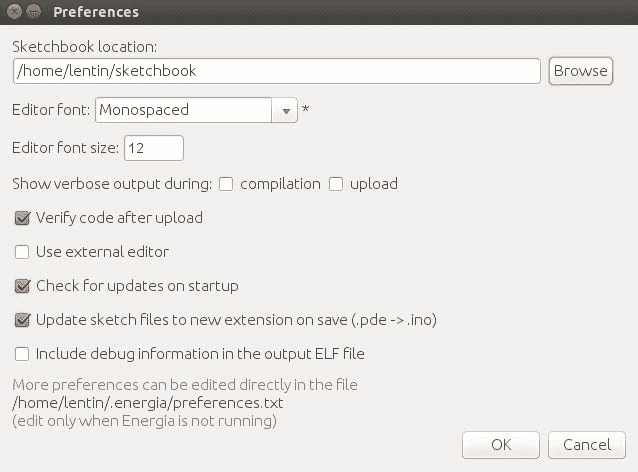 Preferences
Sketchbook location:
/home/lentin/sketchbook
Browse
Editor font: Monospaced *
Editor font size: 12
Show verbose output during: compilation upload
Verify code after upload
Use external editor
Check for updates on startup
Update sketch files to new extension on save (.pde -> .ino)
Include debug information in the output ELF file
More preferences can be edited directly in the file
/home/lentin/.energia/preferences.txt
(edit only when Energia is not running)
OK Cancel